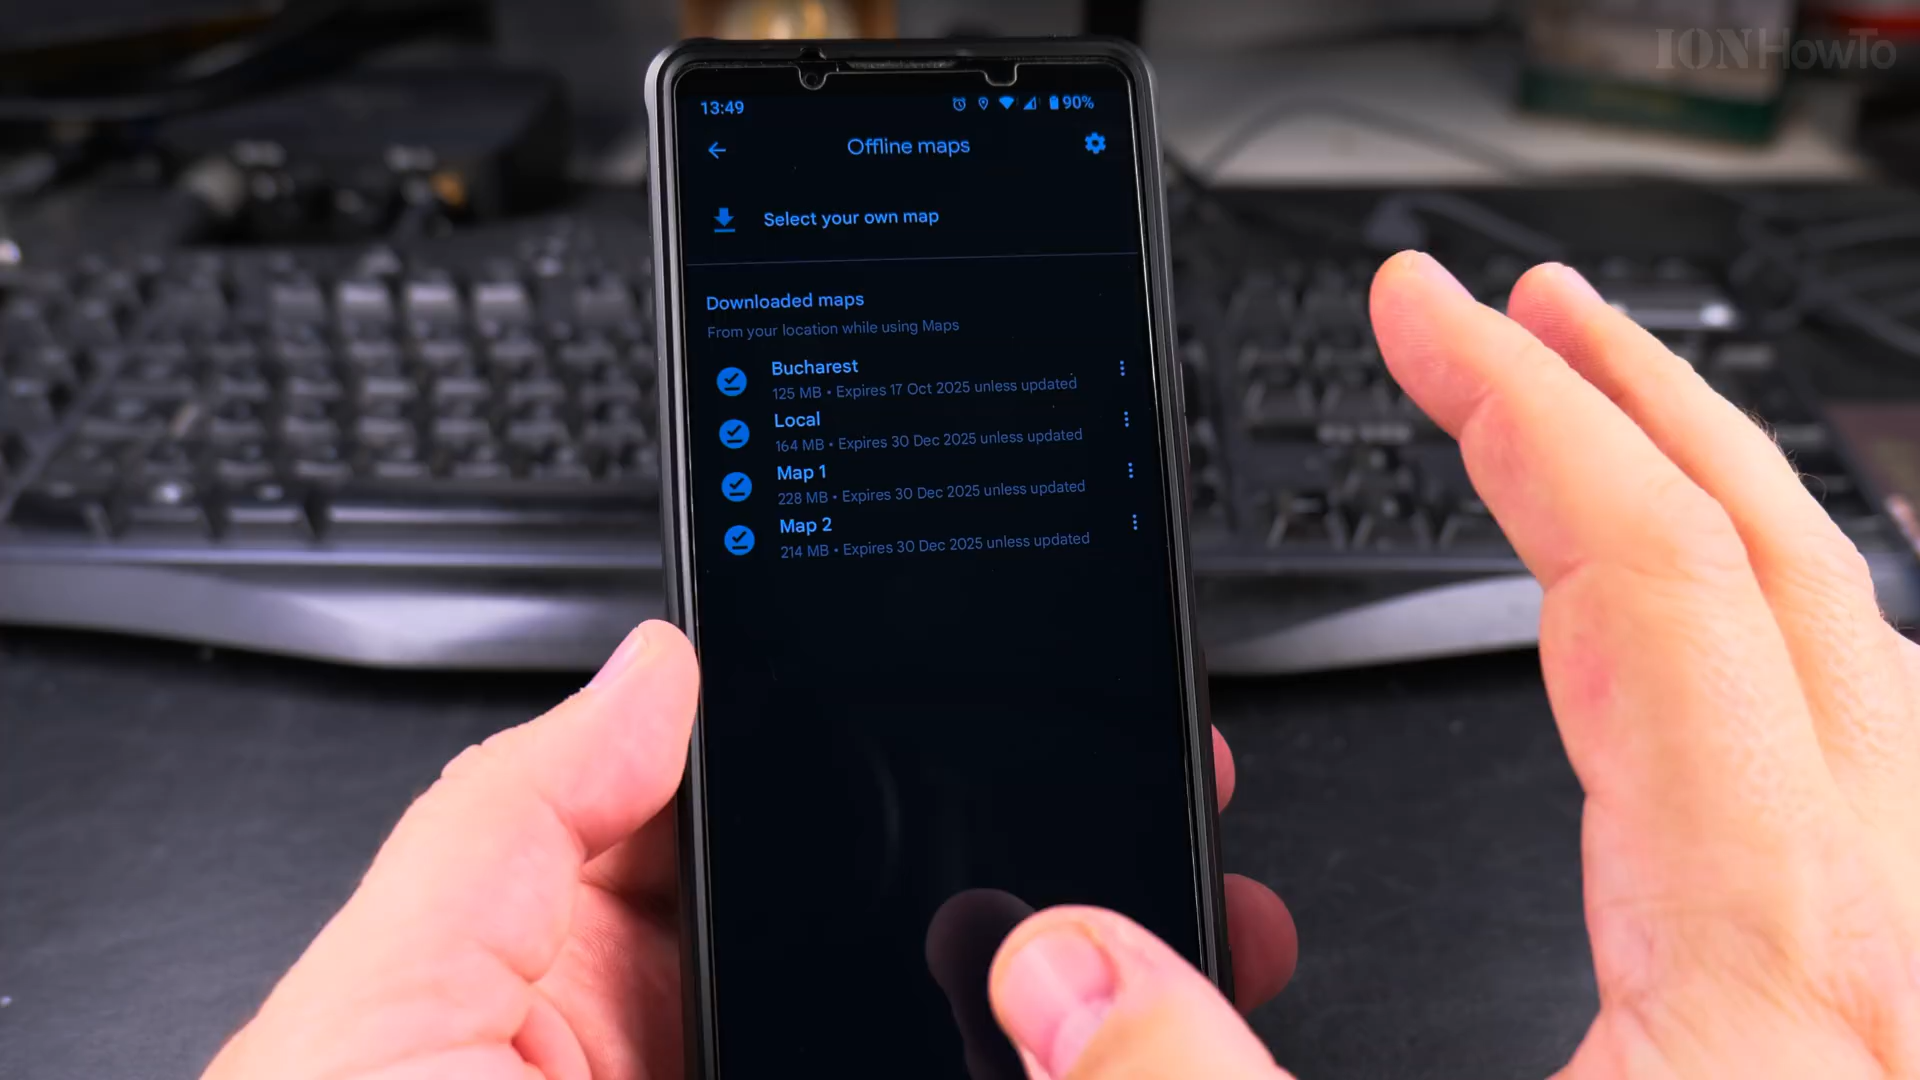 IONHowTo
13:49
90%
Offline maps
Select your own map
Downloaded maps
From your location while using Maps
Bucharest
125 MB • Expires 17 Oct 2025 unless updated
Local
164 MB • Expires 30 Dec 2025 unless updated
Map 1
228 MB • Expires 30 Dec 2025 unless updated
Map 2
214 MB • Expires 30 Dec 2025 unless updated